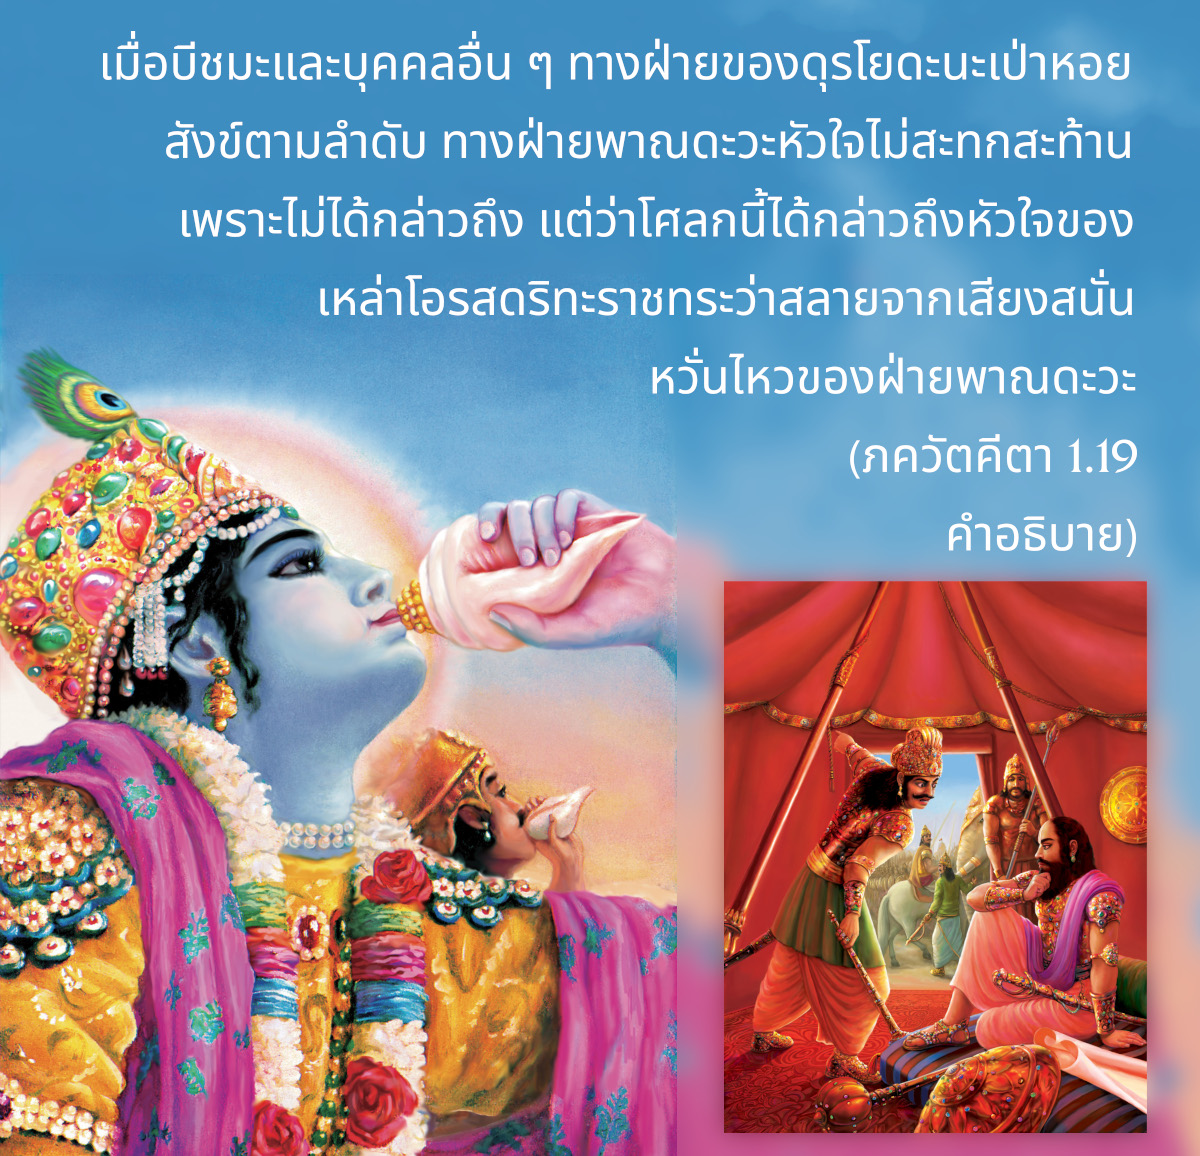 เมื่อบีชมะและบุคคลอื่น ๆ ทางฝ่ายของดุรโยดะนะเป่าหอย
สังข์ตามลำดับ ทางฝ่ายพาณดะวะหัวใจไม่สะทกสะท้าน
เพราะไม่ได้กล่าวถึง แต่ว่าโศลกนี้ได้กล่าวถึงหัวใจของ
เหล่าโอรสดริทะราชทระว่าสลายจากเสียงสนั่น
หวั่นไหวของฝ่ายพาณดะวะ
(ภควัตคีตา 1.19
คำอธิบาย)